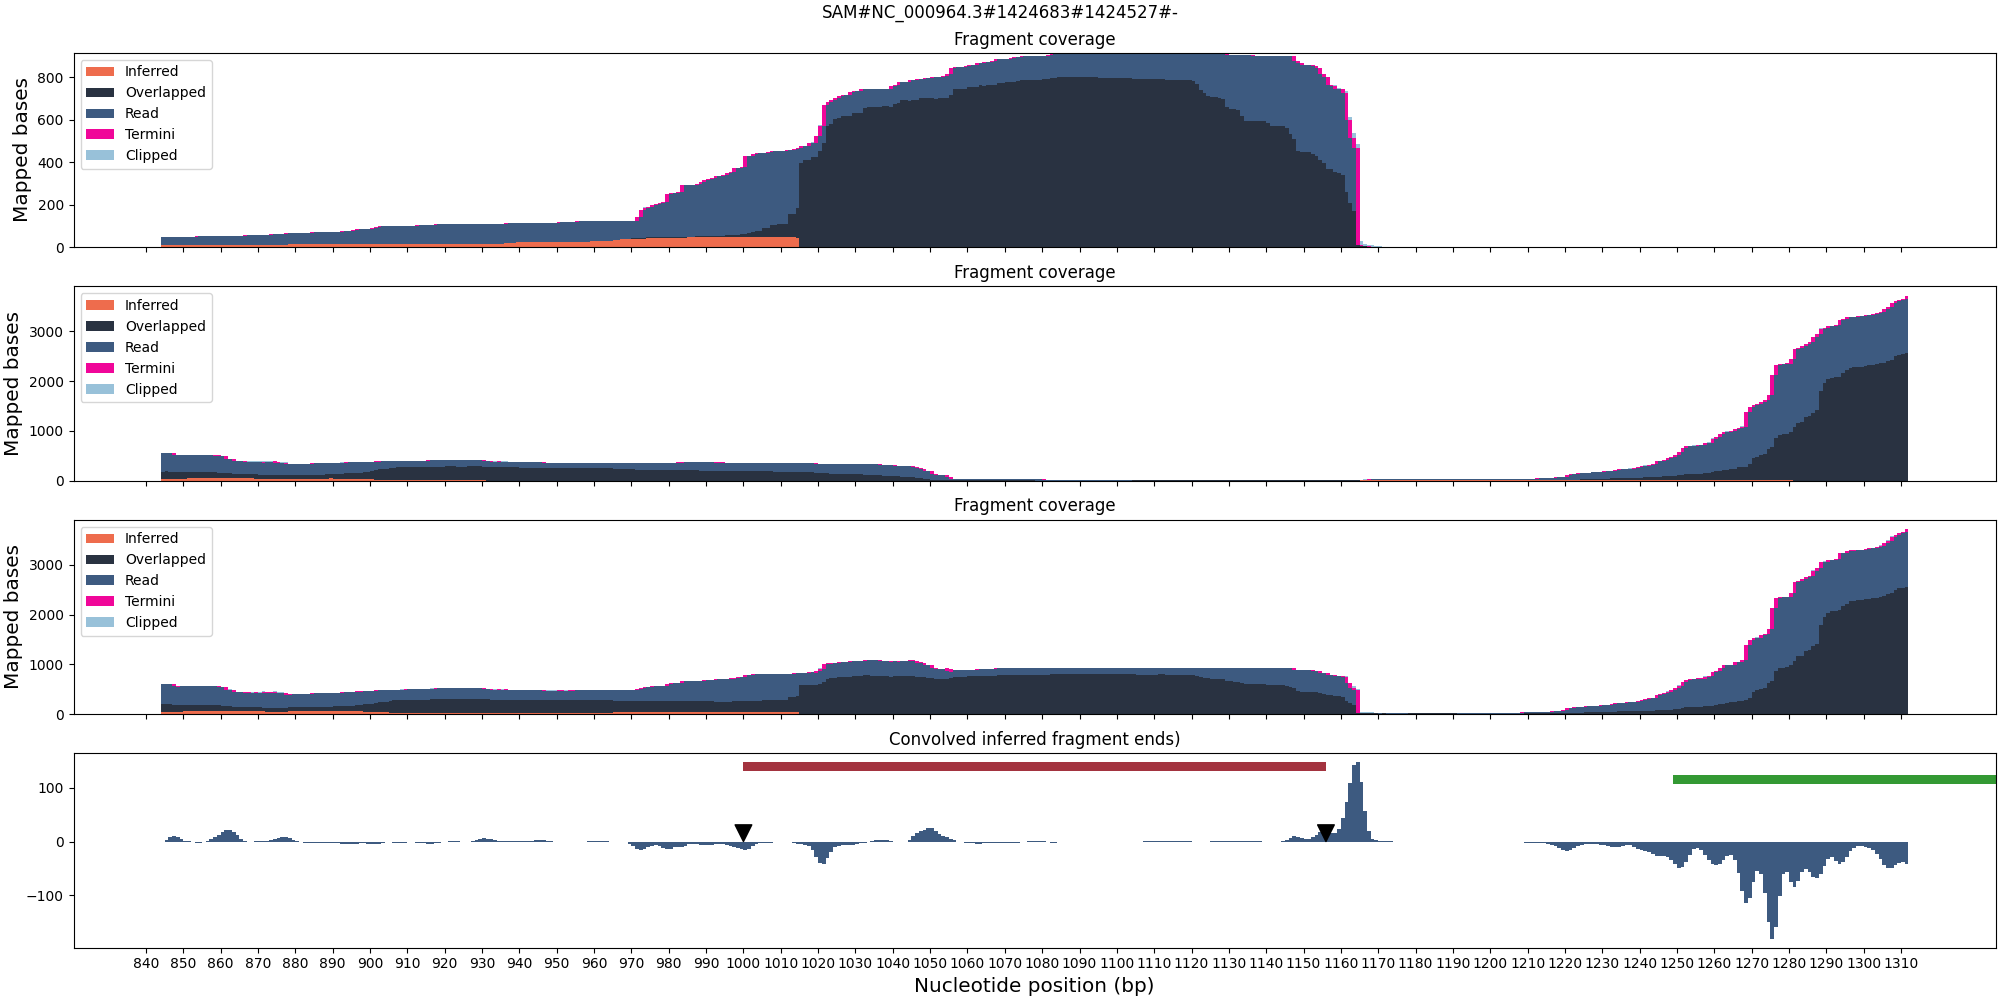 SAM#NC_000964.3#1424683#1424527#-
Fragment coverage
Mapped bases
800
600
400
200
0
Inferred
Overlapped
Read
Termini
Clipped
Fragment coverage
Mapped bases
3000
2000
1000
0
Inferred
Overlapped
Read
Termini
Clipped
Fragment coverage
Mapped bases
3000
2000
1000
0
Inferred
Overlapped
Read
Termini
Clipped
Convolved inferred fragment ends)
100
0
−100
840 850 860 870 880 890 900 910 920 930 940 950 960 970 980 990 1000 1010 1020 1030 1040 1050 1060 1070 1080 1090 1100 1110 1120 1130 1140 1150 1160 1170 1180 1190 1200 1210 1220 1230 1240 1250 1260 1270 1280 1290 1300 1310
Nucleotide position (bp)